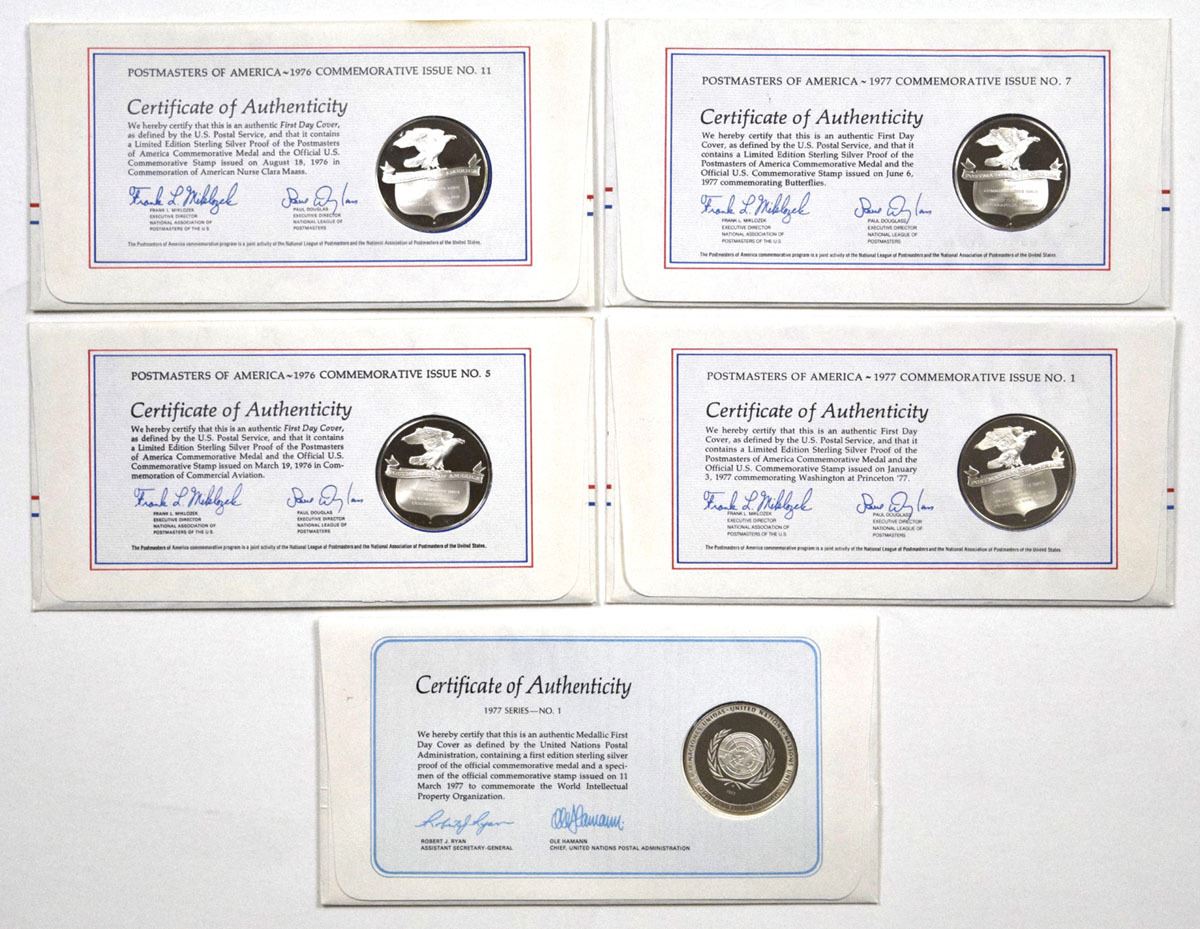 POSTMASTERS OF AMERICA~1976 COMMEMORATIVE ISSUE NO. 11
Certificate of Authenticity
We hereby certify that this is an authentic First Day Cover,
as defined by the U.S. Postal Service, and that it contains
a Limited Edition Sterling Silver Proof of the Postmasters
of America Commemorative Medal and the Official U.S.
Commemorative Stamp issued on August 18, 1976 in
Commemoration of American Nurse Clara Maass.
Frank L. Miklozek
FRANK L. MIKLOZEK
EXECUTIVE DIRECTOR
NATIONAL ASSOCIATION OF
POSTMASTERS OF THE U.S.
PAUL DOUGLAS
EXECUTIVE DIRECTOR
NATIONAL LEAGUE OF
POSTMASTERS
The Postmasters of America commemorative program is a joint activity of the National League of Postmasters and the National Association of Postmasters of the United States.
POSTMASTERS OF AMERICA ~ 1977 COMMEMORATIVE ISSUE NO. 7
Certificate of Authenticity
We hereby certify that this is an authentic First Day
Cover, as defined by the U.S. Postal Service, and that it
contains a Limited Edition Sterling Silver Proof of the
Postmasters of America Commemorative Medal and the
Official U.S. Commemorative Stamp issued on June 6,
1977 commemorating Butterflies.
Frank L. Miklozek
FRANK L. MIKLOZEK
EXECUTIVE DIRECTOR
NATIONAL ASSOCIATION OF
POSTMASTERS OF THE U.S.
PAUL DOUGLASS
EXECUTIVE DIRECTOR
NATIONAL LEAGUE OF
POSTMASTERS
The Postmasters of America commemorative program is a joint activity of the National League of Postmasters and the National Association of Postmasters of the United States.
POSTMASTERS OF AMERICA~1976 COMMEMORATIVE ISSUE NO. 5
Certificate of Authenticity
We hereby certify that this is an authentic First Day Cover,
as defined by the U.S. Postal Service, and that it contains
a Limited Edition Sterling Silver Proof of the Postmasters
of America Commemorative Medal and the Official U.S.
Commemorative Stamp issued on March 19, 1976 in Com-
memoration of Commercial Aviation.
Frank L. Miklozek
FRANK L. MIKLOZEK
EXECUTIVE DIRECTOR
NATIONAL ASSOCIATION OF
POSTMASTERS OF THE U.S.
PAUL DOUGLAS
EXECUTIVE DIRECTOR
NATIONAL LEAGUE OF
POSTMASTERS
The Postmasters of America commemorative program is a joint activity of the National League of Postmasters and the National Association of Postmasters of the United States.
POSTMASTERS OF AMERICA ~ 1977 COMMEMORATIVE ISSUE NO. 1
Certificate of Authenticity
We hereby certify that this is an authentic First Day
Cover, as defined by the U.S. Postal Service, and that it
contains a Limited Edition Sterling Silver Proof of the
Postmasters of America Commemorative Medal and the
Official U.S. Commemorative Stamp issued on January
3, 1977 commemorating Washington at Princeton '77.
Frank L. Miklozek
FRANK L. MIKLOZEK
EXECUTIVE DIRECTOR
NATIONAL ASSOCIATION OF
POSTMASTERS OF THE U.S.
PAUL DOUGLASS
EXECUTIVE DIRECTOR
NATIONAL LEAGUE OF
POSTMASTERS
The Postmasters of America commemorative program is a joint activity of the National League of Postmasters and the National Association of Postmasters of the United States.
Certificate of Authenticity
1977 SERIES—NO. 1
We hereby certify that this is an authentic Medallic First
Day Cover as defined by the United Nations Postal
Administration, containing a first edition sterling silver
proof of the official commemorative medal and a speci-
men of the official commemorative stamp issued on 11
March 1977 to commemorate the World Intellectual
Property Organization.
Robert J. Ryan
ROBERT J. RYAN
ASSISTANT SECRETARY-GENERAL
Ole Hamann
OLE HAMANN
CHIEF, UNITED NATIONS POSTAL ADMINISTRATION
NACIONES UNIDAS · UNITED NATIONS
1977